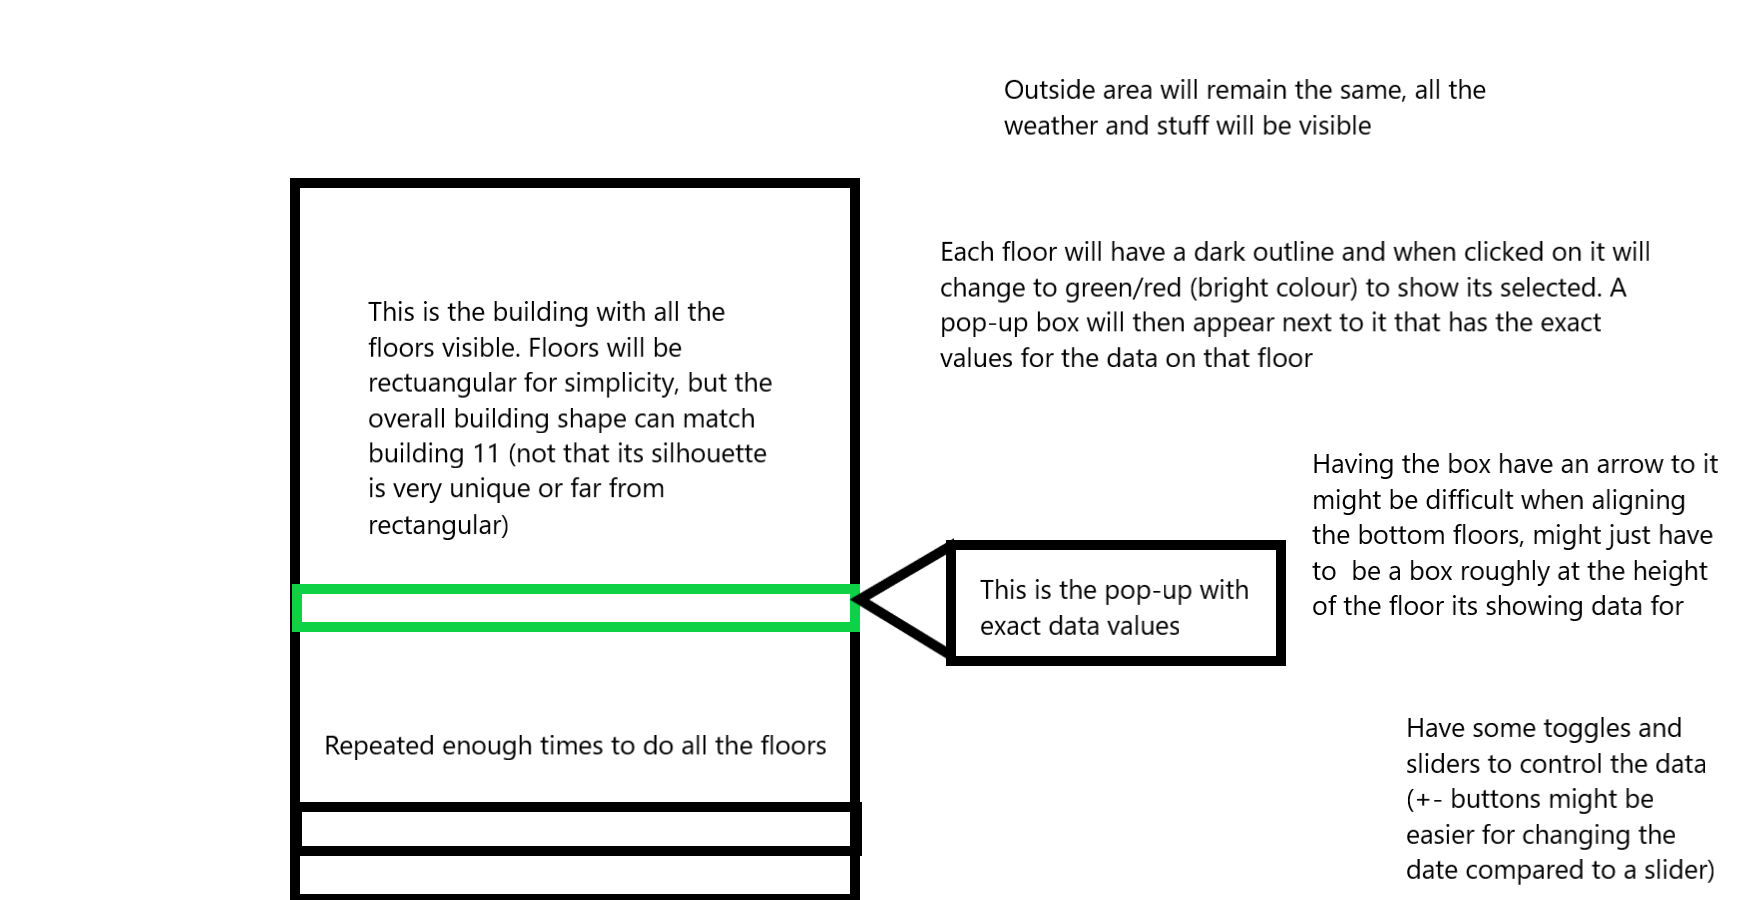 Outside area will remain the same, all the
weather and stuff will be visible
Each floor will have a dark outline and when clicked on it will
change to green/red (bright colour) to show its selected. A
pop-up box will then appear next to it that has the exact
values for the data on that floor
This is the building with all the
floors visible. Floors will be
rectuangular for simplicity, but the
overall building shape can match
building 11 (not that its silhouette
is very unique or far from
rectangular)
Having the box have an arrow to it
might be difficult when aligning
the bottom floors, might just have
to  be a box roughly at the height
of the floor its showing data for
This is the pop-up with
exact data values
Repeated enough times to do all the floors
Have some toggles and
sliders to control the data
(+- buttons might be
easier for changing the
date compared to a slider)